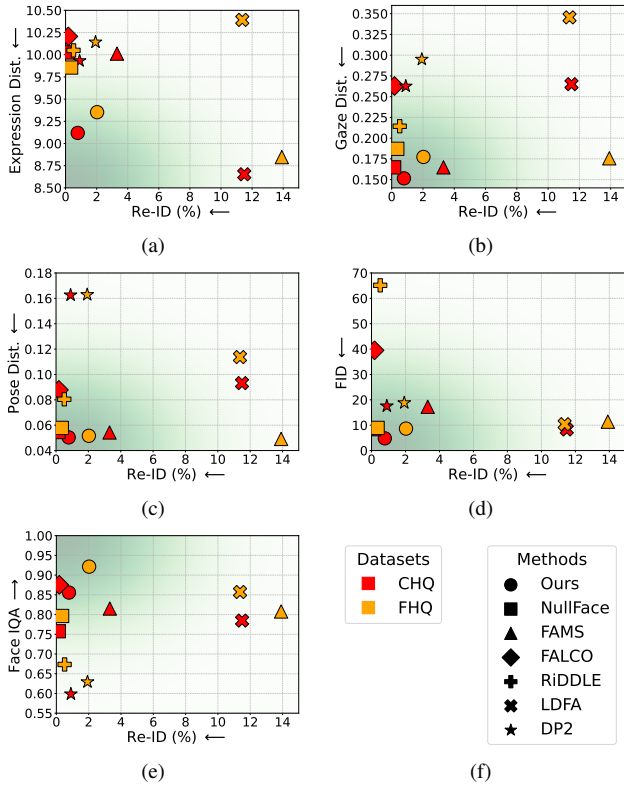 10.50
10.25
10.00
9.75
9.50
9.25
9.00
8.75
8.50
Expression Dist. ←
0 2 4 6 8 10 12 14
Re-ID (%) ←
(a)
0.350
0.325
0.300
0.275
0.250
0.225
0.200
0.175
0.150
Gaze Dist. ←
0 2 4 6 8 10 12 14
Re-ID (%) ←
(b)
0.18
0.16
0.14
0.12
0.10
0.08
0.06
0.04
Pose Dist. ←
0 2 4 6 8 10 12 14
Re-ID (%) ←
(c)
70
60
50
40
30
20
10
0
FID ←
0 2 4 6 8 10 12 14
Re-ID (%) ←
(d)
1.00
0.95
0.90
0.85
0.80
0.75
0.70
0.65
0.60
0.55
Face IQA →
0 2 4 6 8 10 12 14
Re-ID (%) ←
(e)
Datasets
CHQ
FHQ
Methods
Ours
NullFace
FAMS
FALCO
RiDDLE
LDFA
DP2
(f)